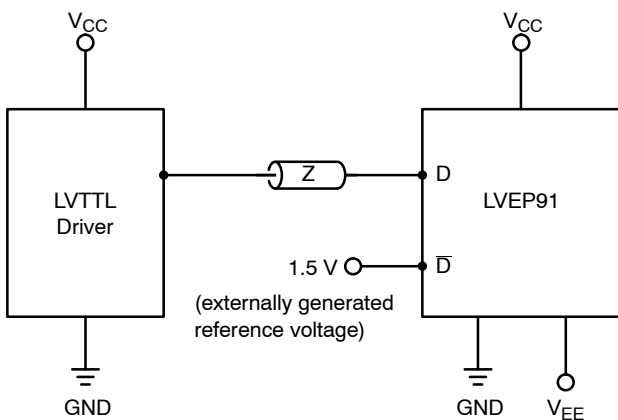 VCC
VCC
LVTTL
Driver
Z
D
LVEP91
1.5 V
D̅
(externally generated
reference voltage)
GND
GND
VEE